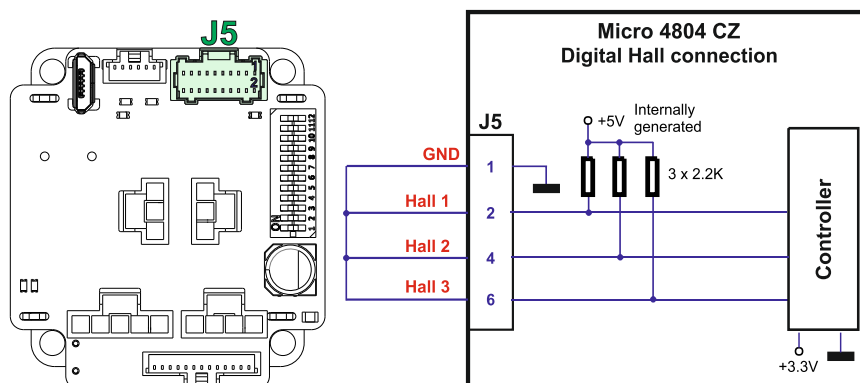 J5
1
2
ON
1 2 3 4 5 6 7 8 9 10 11 12
Micro 4804 CZ
Digital Hall connection
J5
GND
1
Hall 1
2
Hall 2
4
Hall 3
6
+5V
Internally
generated
3 x 2.2K
Controller
+3.3V